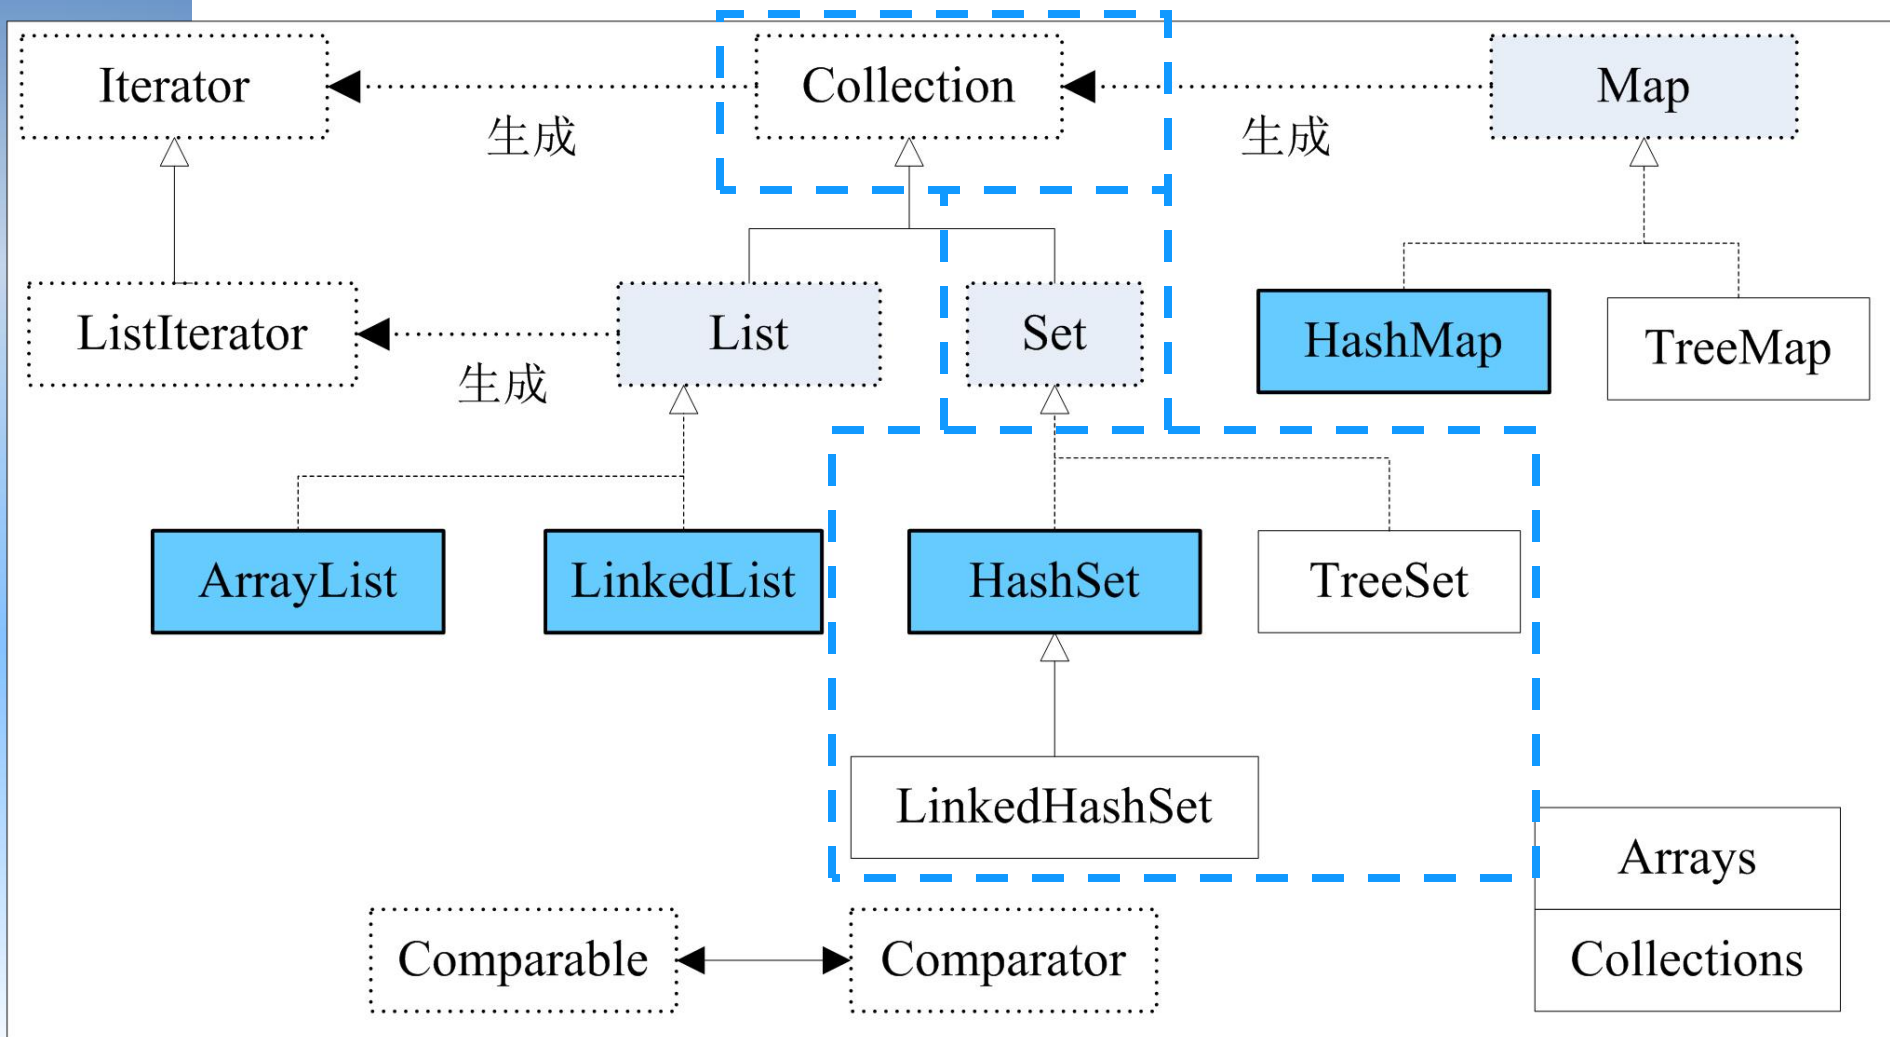 Iterator
Collection
Map
生成
生成
ListIterator
List
Set
HashMap
TreeMap
生成
ArrayList
LinkedList
HashSet
TreeSet
LinkedHashSet
Arrays
Comparable
Comparator
Collections